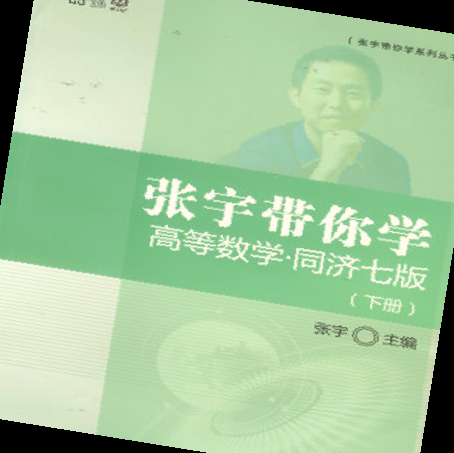 （张宇带你学系列丛书
张宇带你学
高等数学·同济七版
（下册）
张宇 主编